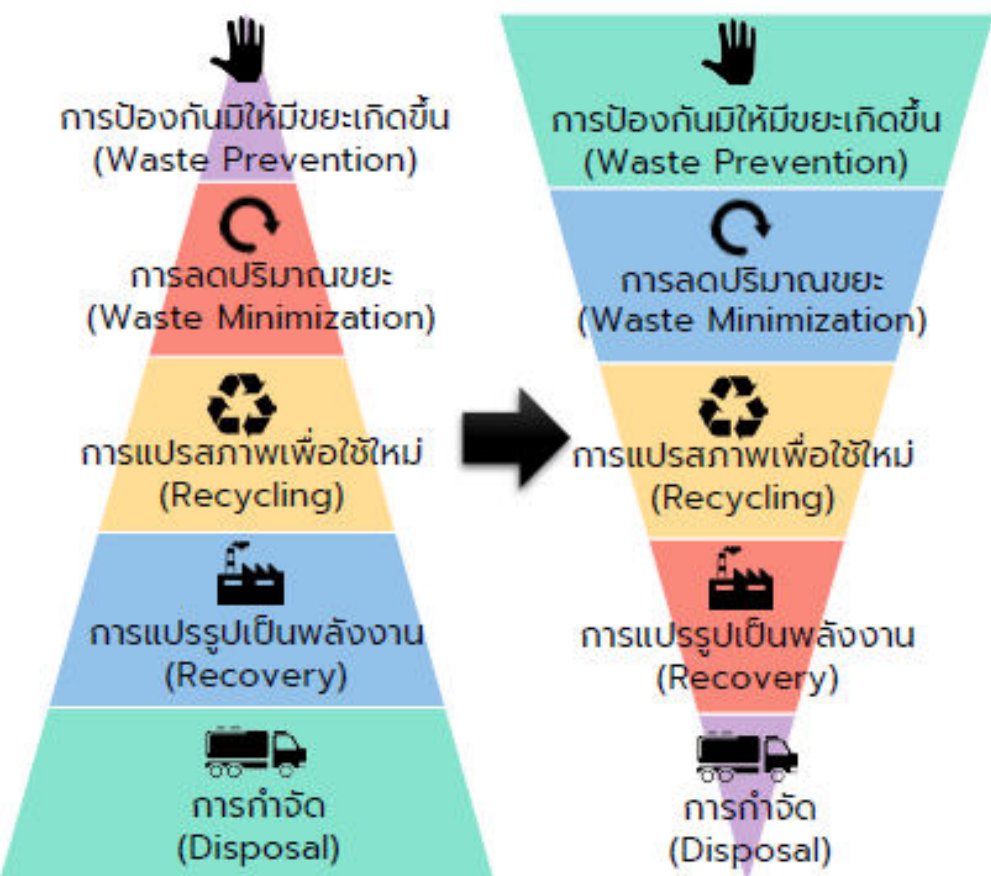 การป้องกันมิให้มีขยะเกิดขึ้น
(Waste Prevention)
การลดปริมาณขยะ
(Waste Minimization)
การแปรสภาพเพื่อใช้ใหม่
(Recycling)
การแปรรูปเป็นพลังงาน
(Recovery)
การกำจัด
(Disposal)
การป้องกันมิให้มีขยะเกิดขึ้น
(Waste Prevention)
การลดปริมาณขยะ
(Waste Minimization)
การแปรสภาพเพื่อใช้ใหม่
(Recycling)
การแปรรูปเป็นพลังงาน
(Recovery)
การกำจัด
(Disposal)